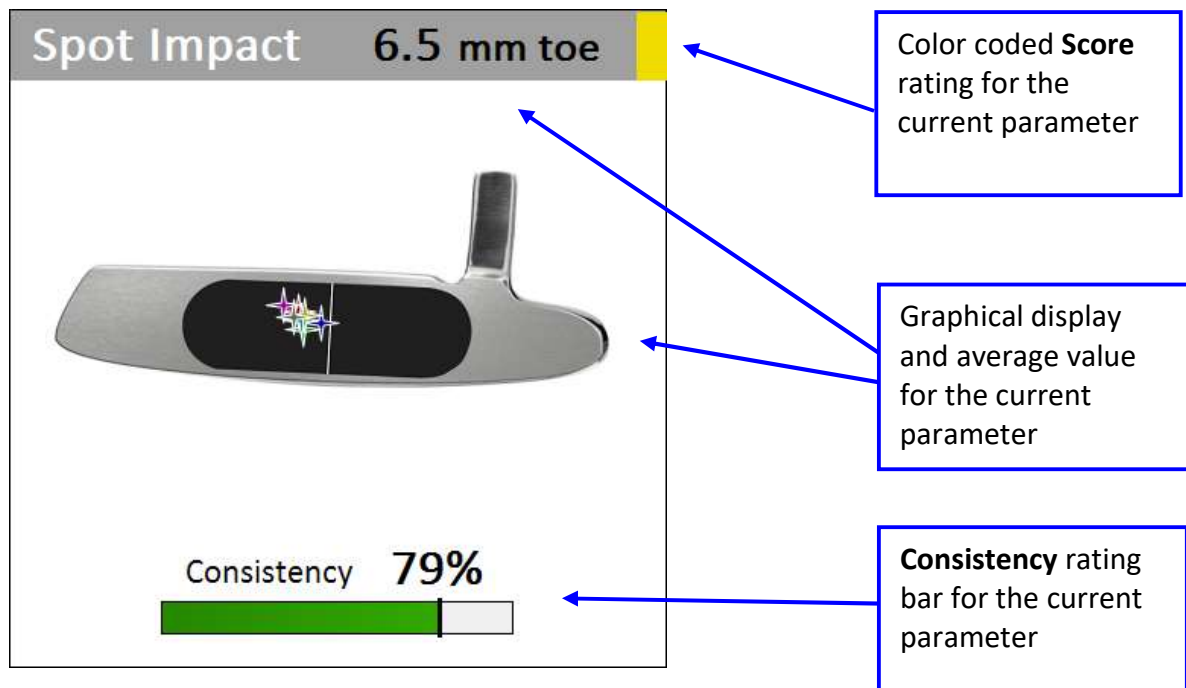 Spot Impact 6.5 mm toe
Color coded Score
rating for the
current parameter
Graphical display
and average value
for the current
parameter
Consistency 79%
Consistency rating
bar for the current
parameter